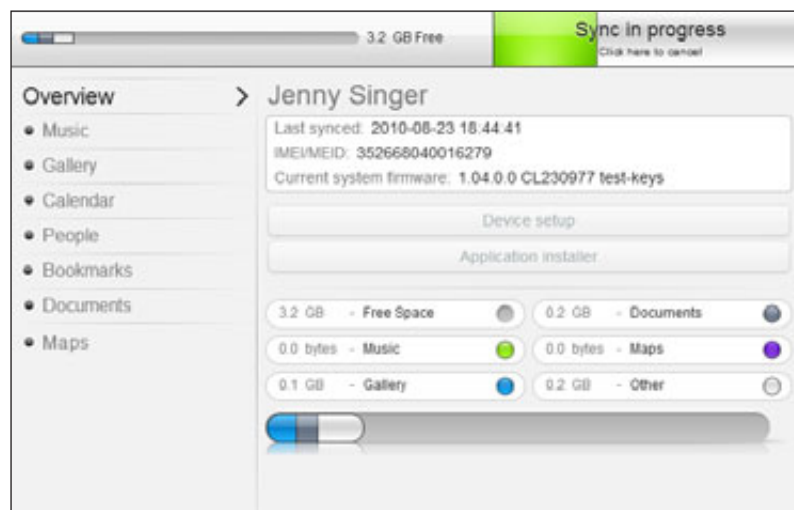 3.2 GB Free
Sync in progress
Click here to cancel
Overview
Music
Gallery
Calendar
People
Bookmarks
Documents
Maps
Jenny Singer
Last synced: 2010-08-23 18:44:41
IMEI/MEID: 352668040016279
Current system firmware: 1.04.0.0 CL230977 test-keys
Device setup
Application installer
3.2 GB - Free Space
0.2 GB - Documents
0.0 bytes - Music
0.0 bytes - Maps
0.1 GB - Gallery
0.2 GB - Other